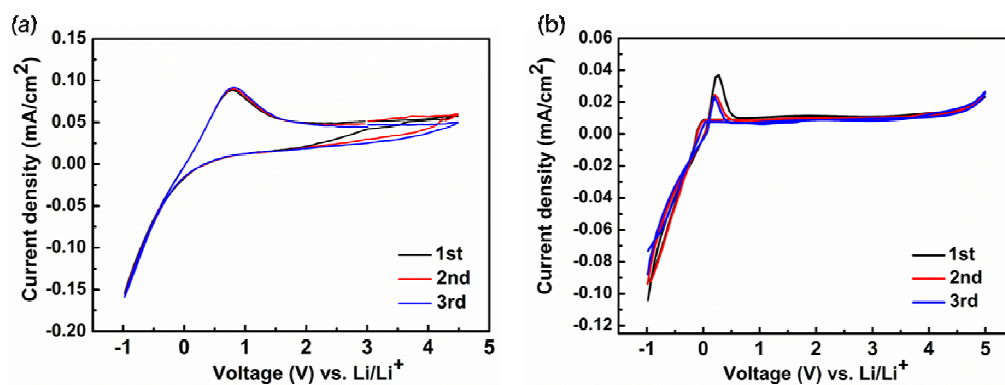 (a)
Current density (mA/cm²)
0.15
0.10
0.05
0.00
-0.05
-0.10
-0.15
-0.20
1st
2nd
3rd
-1 0 1 2 3 4 5
Voltage (V) vs. Li/Li⁺
(b)
Current density (mA/cm²)
0.06
0.04
0.02
0.00
-0.02
-0.04
-0.06
-0.08
-0.10
-0.12
1st
2nd
3rd
-1 0 1 2 3 4 5
Voltage (V) vs. Li/Li⁺